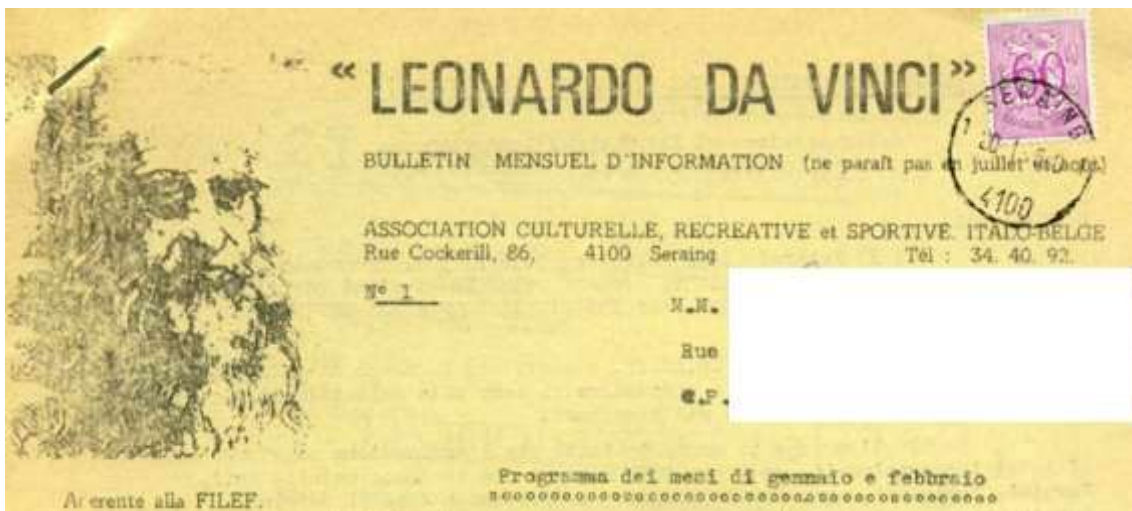 “LEONARDO DA VINCI”
BULLETIN MENSUEL D'INFORMATION (ne paraît pas en juillet et août)
ASSOCIATION CULTURELLE, RECREATIVE et SPORTIVE. ITALO-BELGE
Rue Cockerill, 86, 4100 Seraing Tél : 34. 40. 92.
N° 1
M.M.
Rue
C.P.
Programma dei mesi di gennaio e febbraio
Aderente alla FILEF.
60
SERAING
4100